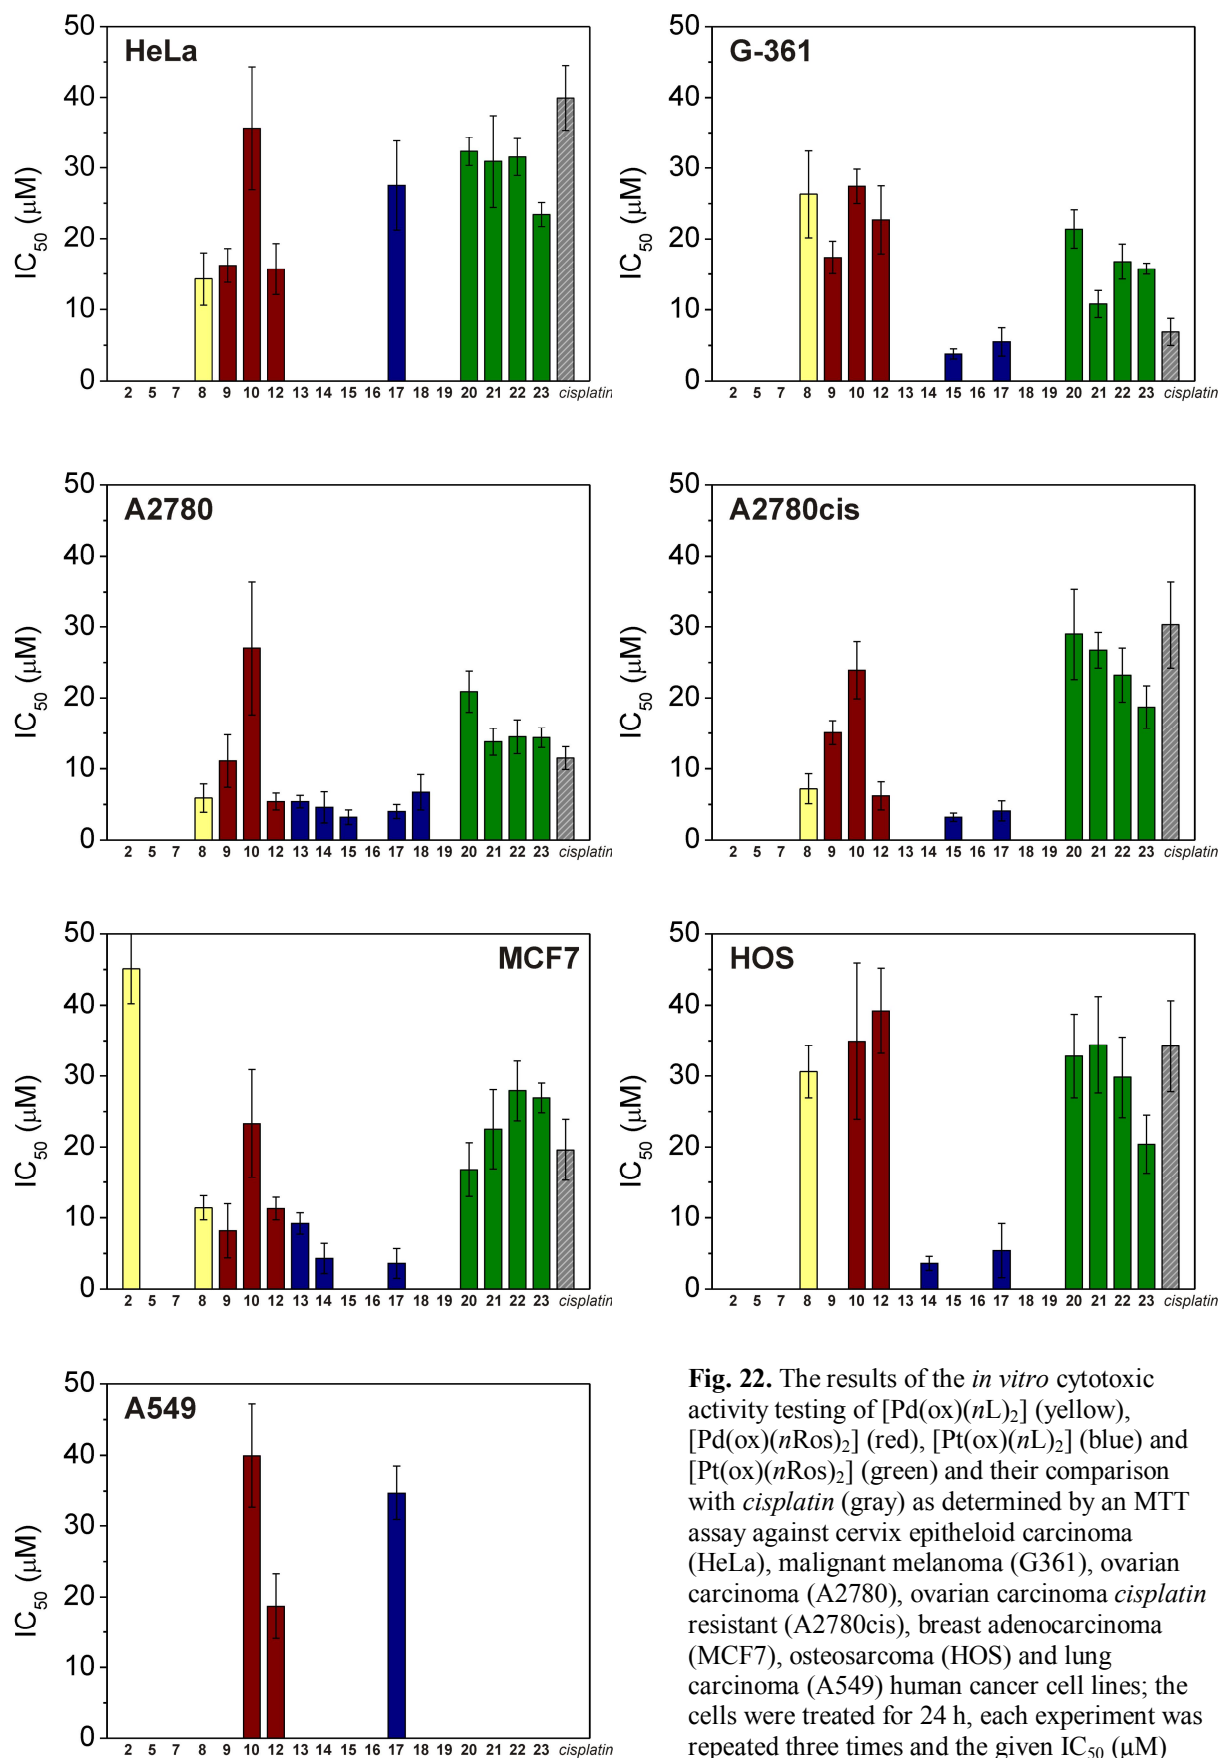 HeLa
50
40
30
20
10
0
IC50 (μM)
2 5 7 8 9 10 12 13 14 15 16 17 18 19 20 21 22 23 cisplatin
G-361
50
40
30
20
10
0
IC50 (μM)
2 5 7 8 9 10 12 13 14 15 16 17 18 19 20 21 22 23 cisplatin
A2780
50
40
30
20
10
0
IC50 (μM)
2 5 7 8 9 10 12 13 14 15 16 17 18 19 20 21 22 23 cisplatin
A2780cis
50
40
30
20
10
0
IC50 (μM)
2 5 7 8 9 10 12 13 14 15 16 17 18 19 20 21 22 23 cisplatin
MCF7
50
40
30
20
10
0
IC50 (μM)
2 5 7 8 9 10 12 13 14 15 16 17 18 19 20 21 22 23 cisplatin
HOS
50
40
30
20
10
0
IC50 (μM)
2 5 7 8 9 10 12 13 14 15 16 17 18 19 20 21 22 23 cisplatin
A549
50
40
30
20
10
0
IC50 (μM)
2 5 7 8 9 10 12 13 14 15 16 17 18 19 20 21 22 23 cisplatin
Fig. 22. The results of the in vitro cytotoxic
activity testing of [Pd(ox)(nL)2] (yellow),
[Pd(ox)(nRos)2] (red), [Pt(ox)(nL)2] (blue) and
[Pt(ox)(nRos)2] (green) and their comparison
with cisplatin (gray) as determined by an MTT
assay against cervix epitheloid carcinoma
(HeLa), malignant melanoma (G361), ovarian
carcinoma (A2780), ovarian carcinoma cisplatin
resistant (A2780cis), breast adenocarcinoma
(MCF7), osteosarcoma (HOS) and lung
carcinoma (A549) human cancer cell lines; the
cells were treated for 24 h, each experiment was
repeated three times and the given IC50 (μM)